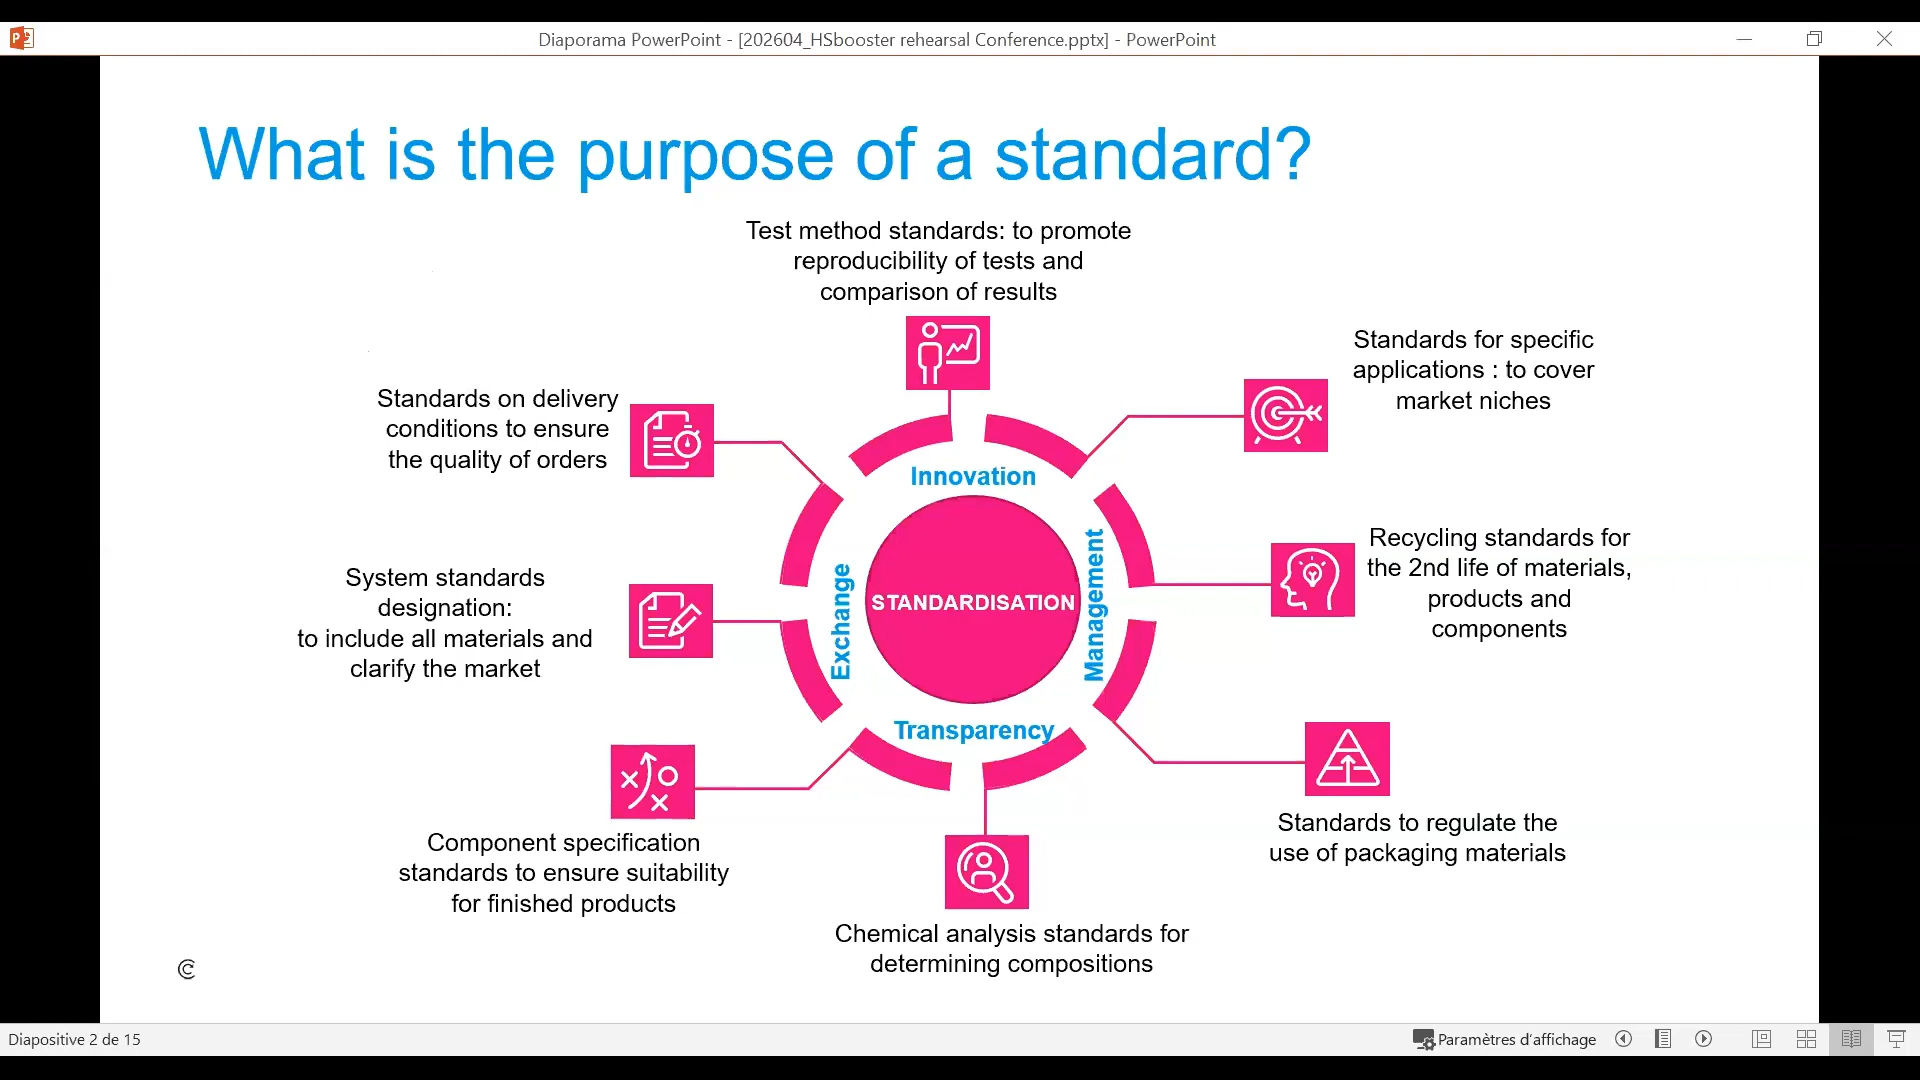 Diaporama PowerPoint - [202604_HSbooster rehearsal Conference.pptx] - PowerPoint
What is the purpose of a standard?
Test method standards: to promote
reproducibility of tests and
comparison of results
Standards for specific
applications : to cover
market niches
Standards on delivery
conditions to ensure
the quality of orders
Innovation
Recycling standards for
the 2nd life of materials,
products and
components
System standards
designation:
to include all materials and
clarify the market
Exchange
STANDARDISATION
Management
Transparency
Standards to regulate the
use of packaging materials
Component specification
standards to ensure suitability
for finished products
Chemical analysis standards for
determining compositions
Diapositive 2 de 15
Paramètres d'affichage